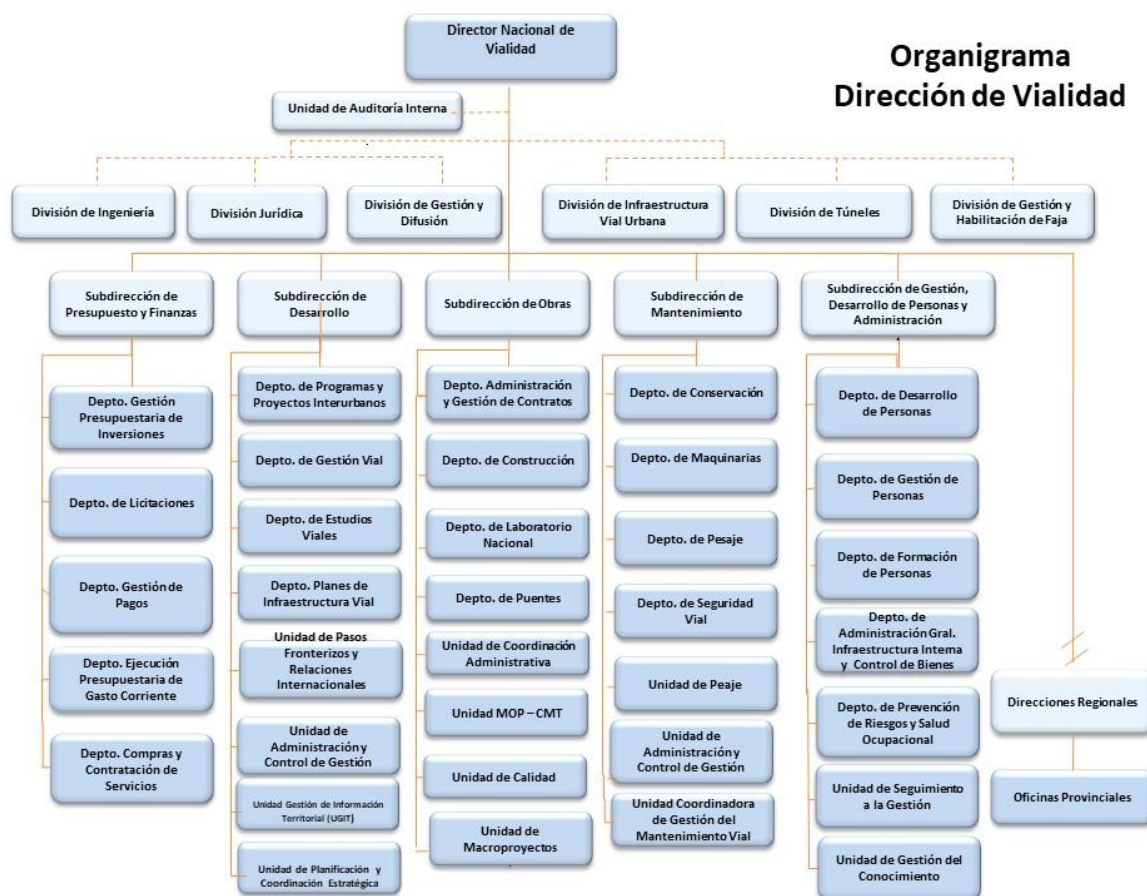 Director Nacional de
Vialidad
Organigrama
Dirección de Vialidad
Unidad de Auditoría Interna
División de Ingeniería
División Jurídica
División de Gestión y
Difusión
División de Infraestructura
Vial Urbana
División de Túneles
División de Gestión y
Habilitación de Faja
Subdirección de
Presupuesto y Finanzas
Subdirección de
Desarrollo
Subdirección de Obras
Subdirección de
Mantenimiento
Subdirección de Gestión,
Desarrollo de Personas y
Administración
Depto. Gestión
Presupuestaria de
Inversiones
Depto. de Licitaciones
Depto. Gestión de
Pagos
Depto. Ejecución
Presupuestaria de
Gasto Corriente
Depto. Compras y
Contratación de
Servicios
Depto. de Programas y
Proyectos Interurbanos
Depto. de Gestión Vial
Depto. de Estudios
Viales
Depto. Planes de
Infraestructura Vial
Unidad de Pasos
Fronterizos y
Relaciones
Internacionales
Unidad de
Administración y
Control de Gestión
Unidad Gestión de Información
Territorial (UGIT)
Unidad de Planificación y
Coordinación Estratégica
Depto. Administración
y Gestión de Contratos
Depto. de Construcción
Depto. de Laboratorio
Nacional
Depto. de Puentes
Unidad de Coordinación
Administrativa
Unidad MOP – CMT
Unidad de Calidad
Unidad de
Macroproyectos
Depto. de Conservación
Depto. de Maquinarias
Depto. de Pesaje
Depto. de Seguridad
Vial
Unidad de Peaje
Unidad de
Administración y
Control de Gestión
Unidad Coordinadora
de Gestión del
Mantenimiento Vial
Depto. de Desarrollo
de Personas
Depto. de Gestión de
Personas
Depto. de Formación
de Personas
Depto. de
Administración Gral.
Infraestructura Interna
y Control de Bienes
Depto. de Prevención
de Riesgos y Salud
Ocupacional
Unidad de Seguimiento
a la Gestión
Unidad de Gestión del
Conocimiento
Direcciones Regionales
Oficinas Provinciales